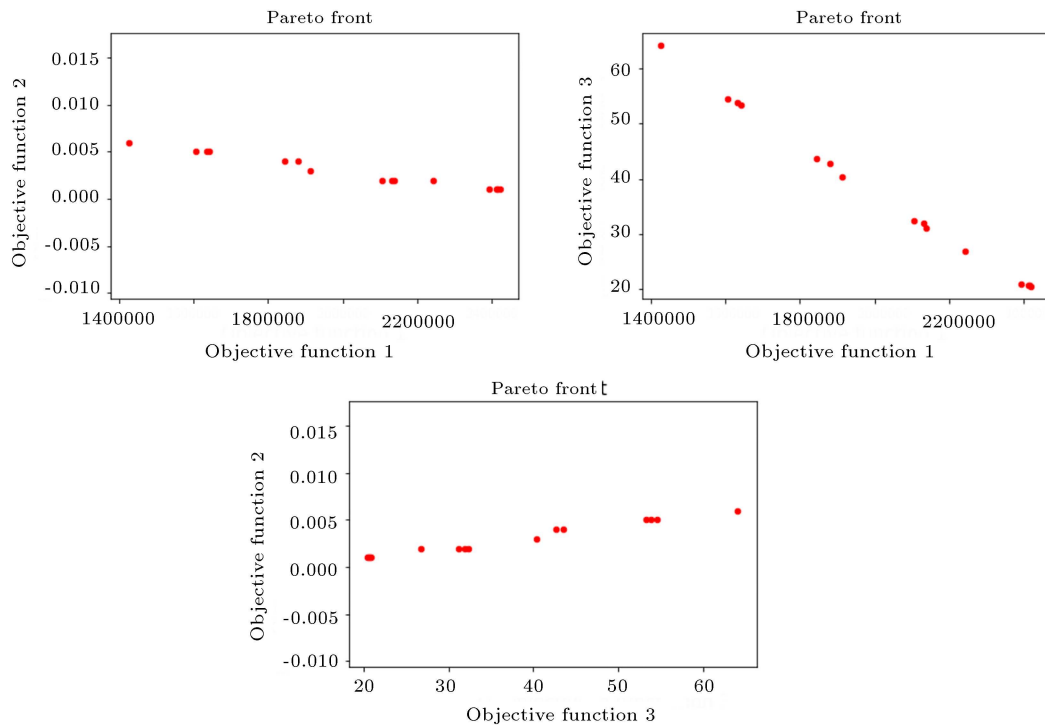 Pareto front
Objective function 2
0.015
0.010
0.005
0.000
-0.005
-0.010
1400000 1800000 2200000
Objective function 1
Pareto front
Objective function 3
60
50
40
30
20
1400000 1800000 2200000
Objective function 1
Pareto front t
Objective function 2
0.015
0.010
0.005
0.000
-0.005
-0.010
20 30 40 50 60
Objective function 3